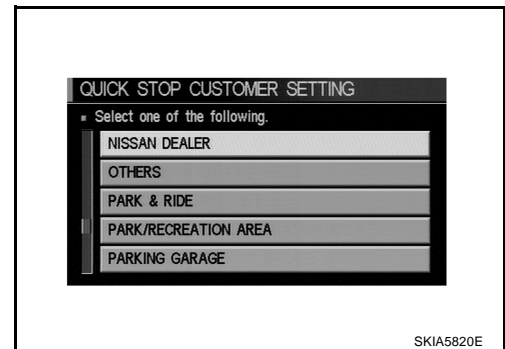 QUICK STOP CUSTOMER SETTING
Select one of the following.
NISSAN DEALER
OTHERS
PARK & RIDE
PARK/RECREATION AREA
PARKING GARAGE
SKIA5820E